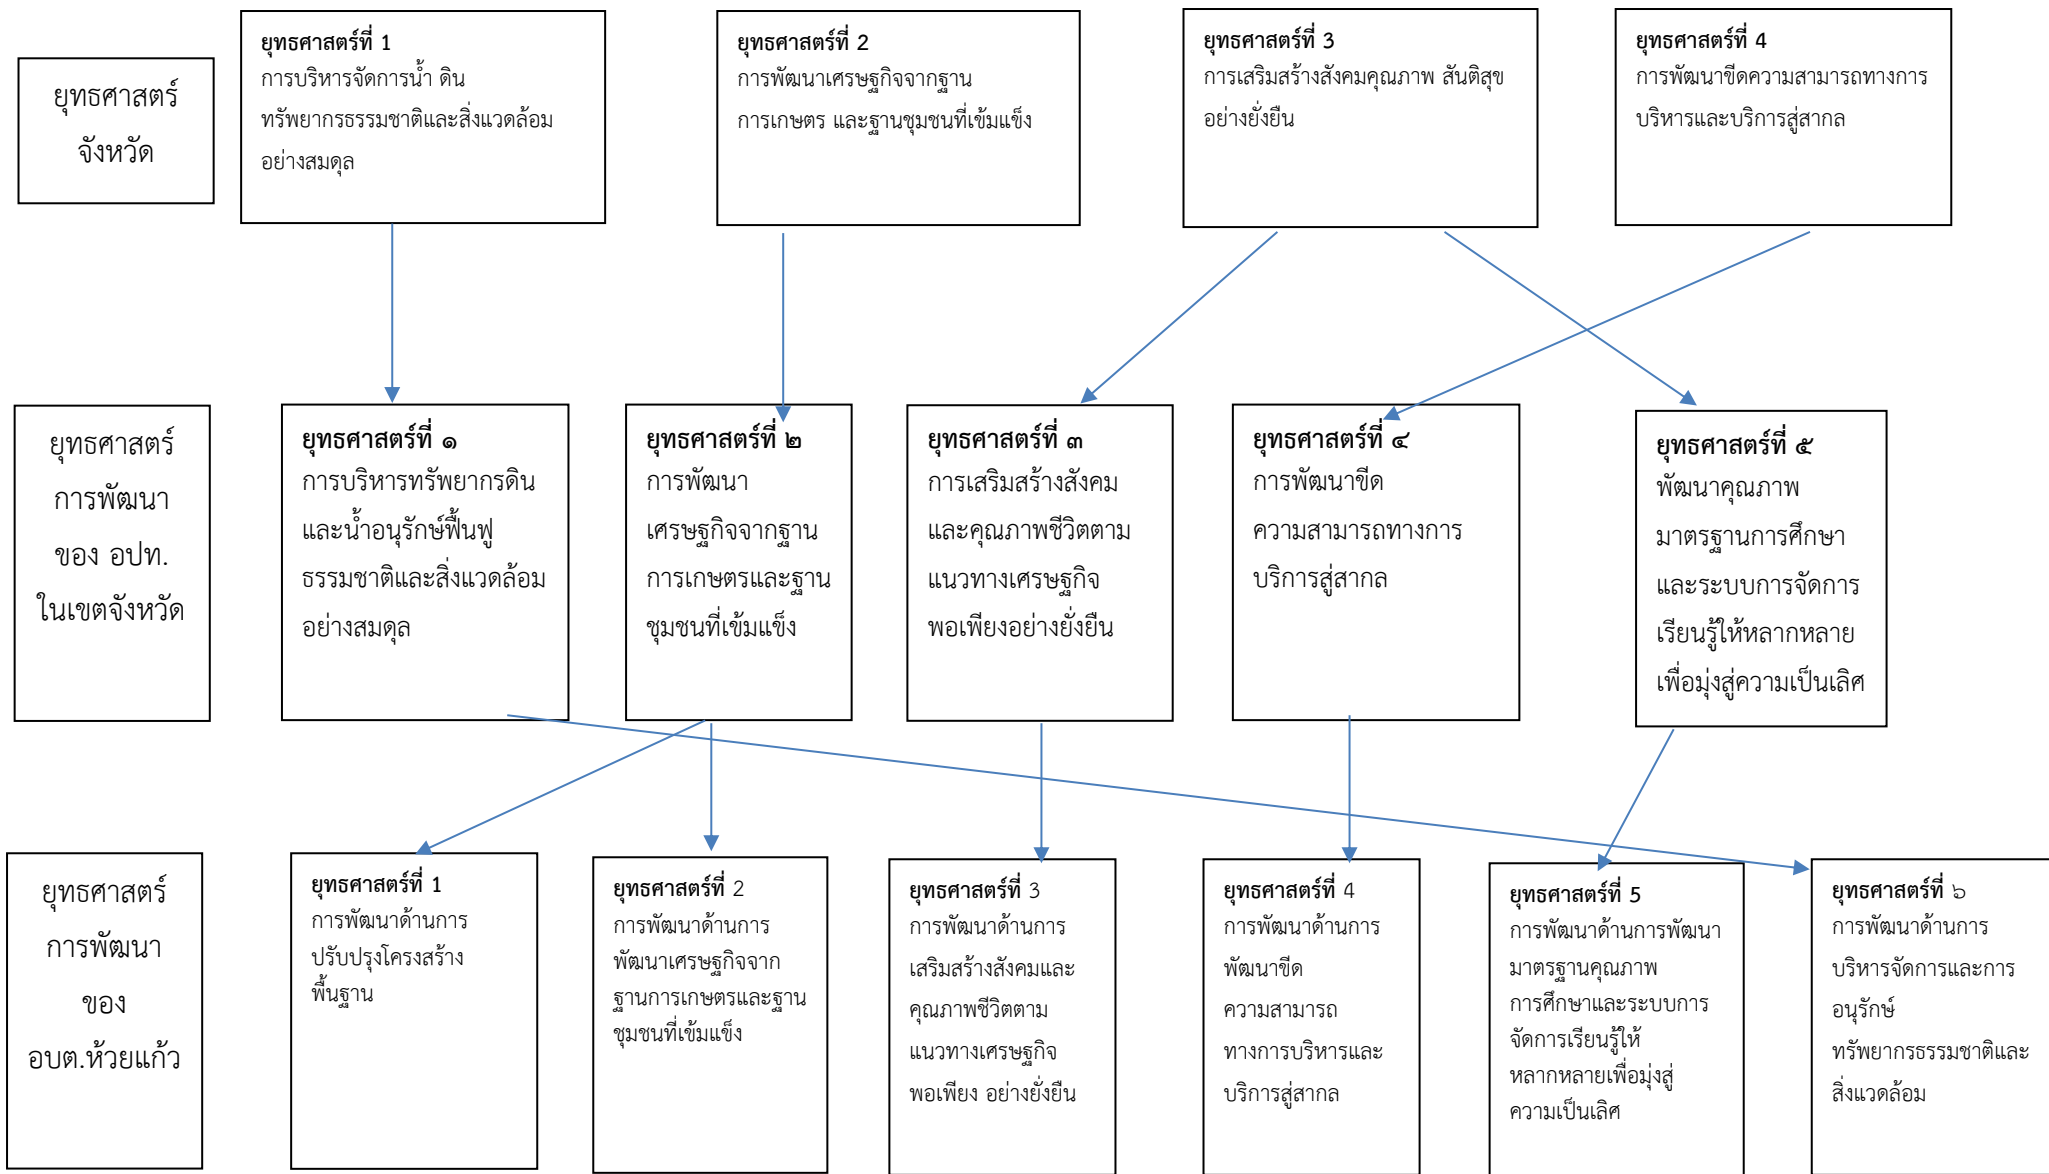 ยุทธศาสตร์
จังหวัด
ยุทธศาสตร์ที่ 1
การบริหารจัดการน้ำ ดิน
ทรัพยากรธรรมชาติและสิ่งแวดล้อม
อย่างสมดุล
ยุทธศาสตร์ที่ 2
การพัฒนาเศรษฐกิจจากฐาน
การเกษตร และฐานชุมชนที่เข้มแข็ง
ยุทธศาสตร์ที่ 3
การเสริมสร้างสังคมคุณภาพ สันติสุข
อย่างยั่งยืน
ยุทธศาสตร์ที่ 4
การพัฒนาขีดความสามารถทางการ
บริหารและบริการสู่สากล
ยุทธศาสตร์
การพัฒนา
ของ อปท.
ในเขตจังหวัด
ยุทธศาสตร์ที่ ๑
การบริหารทรัพยากรดิน
และน้ำอนุรักษ์ฟื้นฟู
ธรรมชาติและสิ่งแวดล้อม
อย่างสมดุล
ยุทธศาสตร์ที่ ๒
การพัฒนา
เศรษฐกิจจากฐาน
การเกษตรและฐาน
ชุมชนที่เข้มแข็ง
ยุทธศาสตร์ที่ ๓
การเสริมสร้างสังคม
และคุณภาพชีวิตตาม
แนวทางเศรษฐกิจ
พอเพียงอย่างยั่งยืน
ยุทธศาสตร์ที่ ๔
การพัฒนาขีด
ความสามารถทางการ
บริการสู่สากล
ยุทธศาสตร์ที่ ๕
พัฒนาคุณภาพ
มาตรฐานการศึกษา
และระบบการจัดการ
เรียนรู้ให้หลากหลาย
เพื่อมุ่งสู่ความเป็นเลิศ
ยุทธศาสตร์
การพัฒนา
ของ
อบต.ห้วยแก้ว
ยุทธศาสตร์ที่ 1
การพัฒนาด้านการ
ปรับปรุงโครงสร้าง
พื้นฐาน
ยุทธศาสตร์ที่ 2
การพัฒนาด้านการ
พัฒนาเศรษฐกิจจาก
ฐานการเกษตรและฐาน
ชุมชนที่เข้มแข็ง
ยุทธศาสตร์ที่ 3
การพัฒนาด้านการ
เสริมสร้างสังคมและ
คุณภาพชีวิตตาม
แนวทางเศรษฐกิจ
พอเพียง อย่างยั่งยืน
ยุทธศาสตร์ที่ 4
การพัฒนาด้านการ
พัฒนาขีด
ความสามารถ
ทางการบริหารและ
บริการสู่สากล
ยุทธศาสตร์ที่ 5
การพัฒนาด้านการพัฒนา
มาตรฐานคุณภาพ
การศึกษาและระบบการ
จัดการเรียนรู้ให้
หลากหลายเพื่อมุ่งสู่
ความเป็นเลิศ
ยุทธศาสตร์ที่ ๖
การพัฒนาด้านการ
บริหารจัดการและการ
อนุรักษ์
ทรัพยากรธรรมชาติและ
สิ่งแวดล้อม